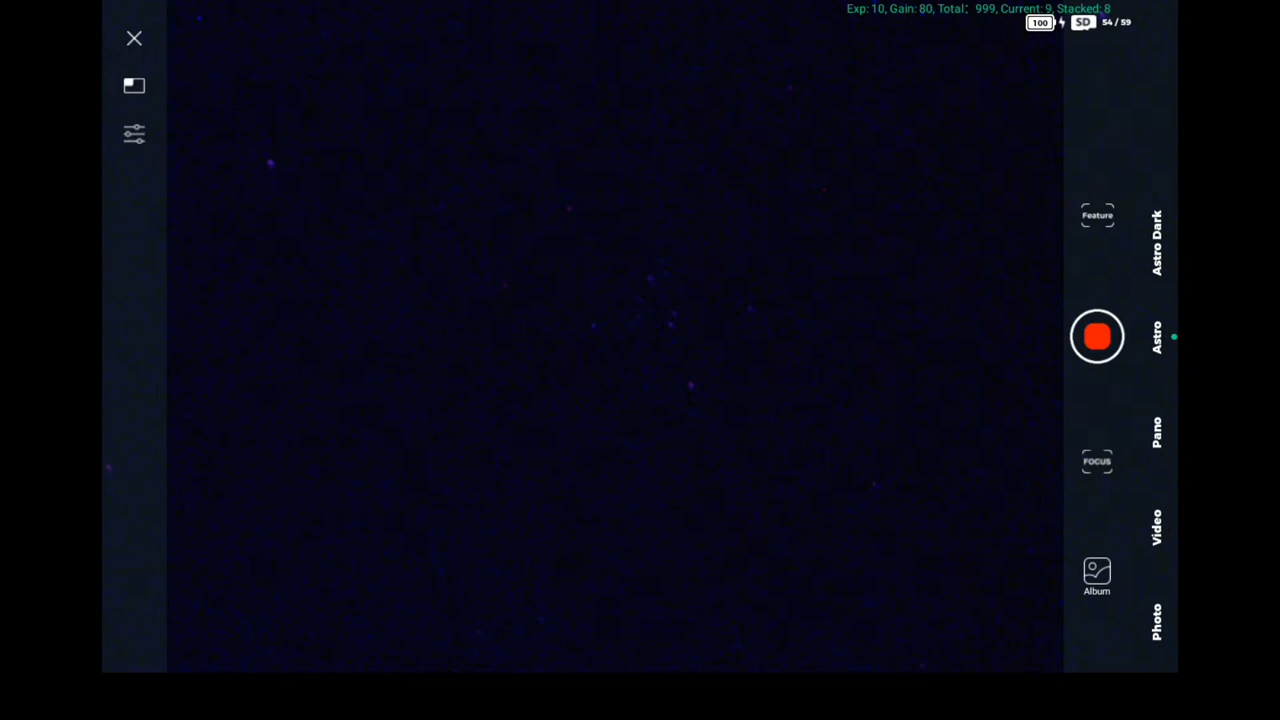 Exp: 10, Gain: 80, Total: 999, Current: 9, Stacked: 8
100 SD 54 / 59
Feature
Astro Dark
Astro
Pano
FOCUS
Video
Album
Photo